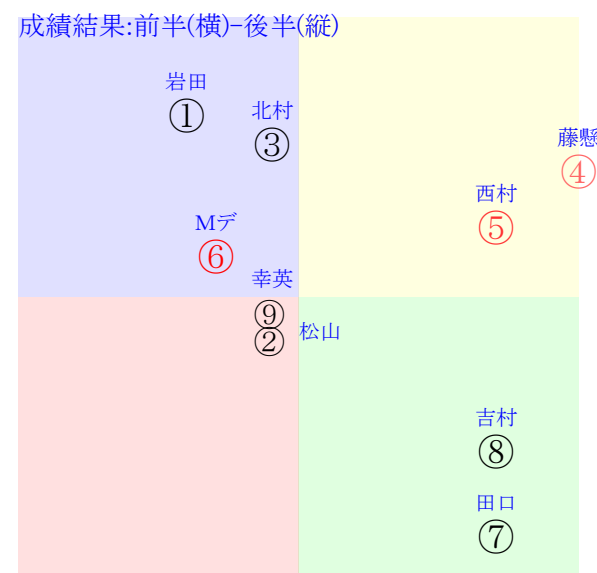 成績結果:前半(横)-後半(縦)
岩田
①
北村
③
藤懸
④
西村
⑤
Mデ
⑥
幸英
⑨
②
松山
吉村
⑧
田口
⑦